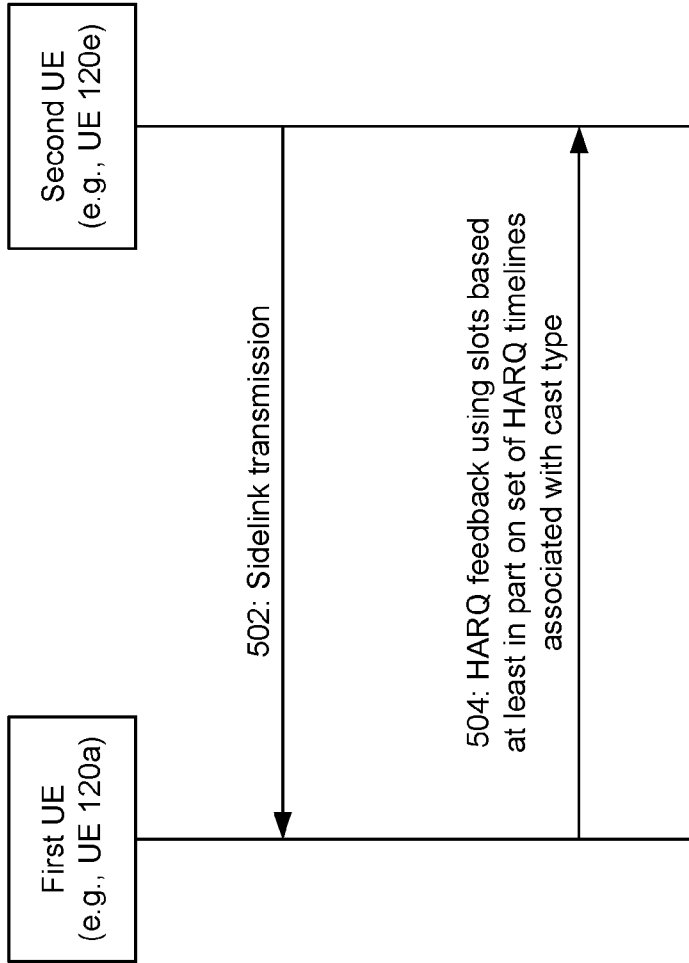 First UE
(e.g., UE 120a)
Second UE
(e.g., UE 120e)
502: Sidelink transmission
504: HARQ feedback using slots based
at least in part on set of HARQ timelines
associated with cast type